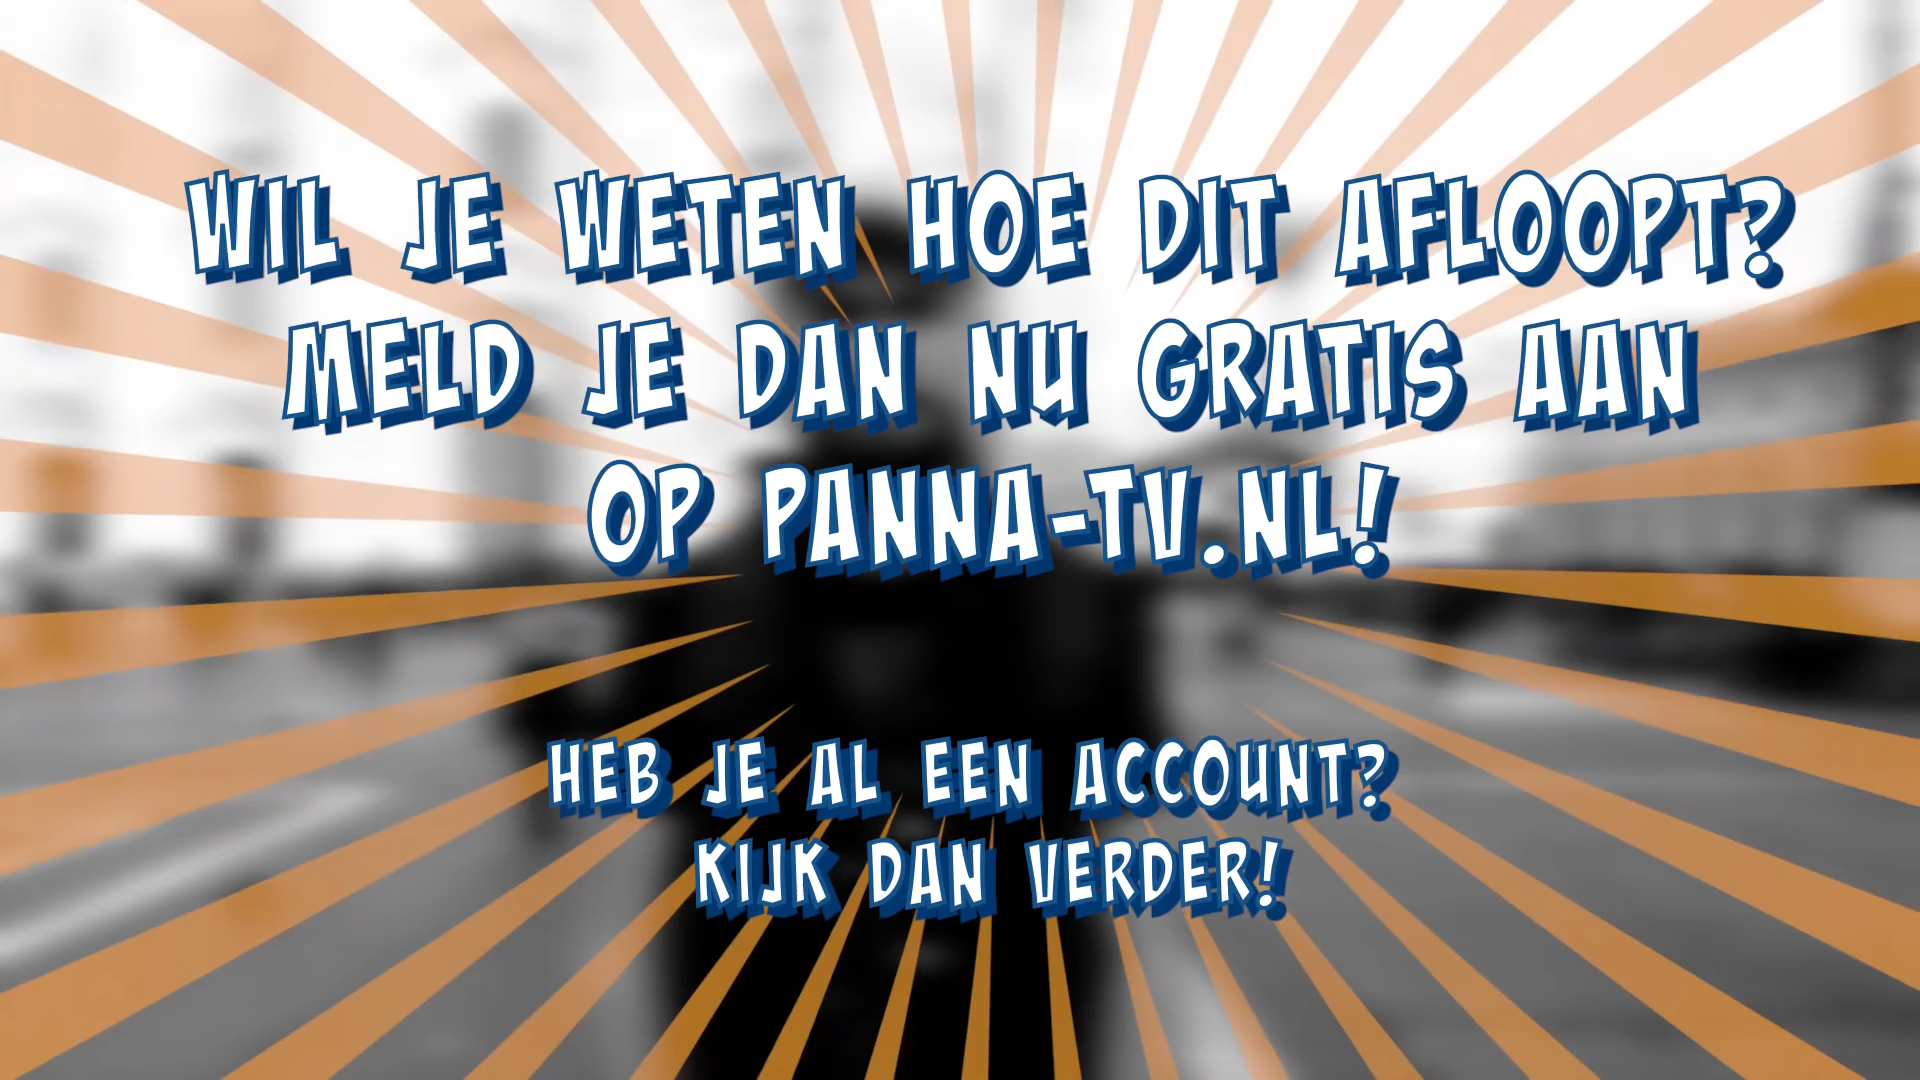 WIL JE WETEN HOE DIT AFLOOPT?
MELD JE DAN NU GRATIS AAN
OP PANNA-TV.NL!
HEB JE AL EEN ACCOUNT?
KIJK DAN VERDER!